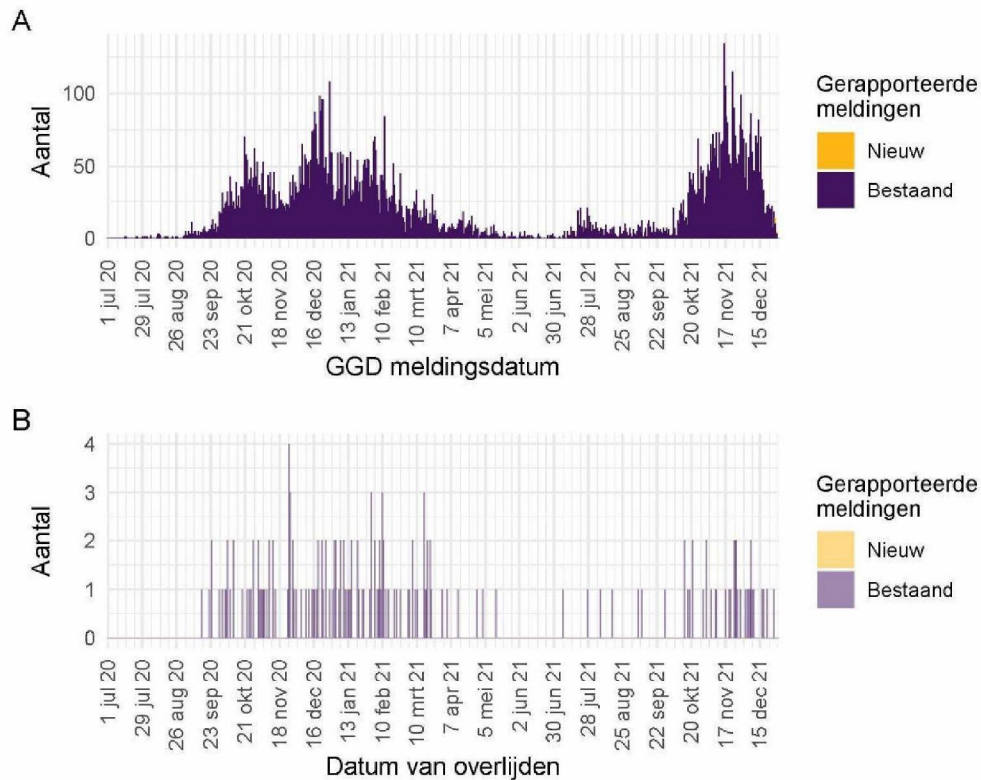 A
Aantal
100
50
0
1 jul 20
29 jul 20
26 aug 20
23 sep 20
21 okt 20
18 nov 20
16 dec 20
13 jan 21
10 feb 21
10 mrt 21
7 apr 21
5 mei 21
2 jun 21
30 jun 21
28 jul 21
25 aug 21
22 sep 21
20 okt 21
17 nov 21
15 dec 21
GGD meldingsdatum
Gerapporteerde
meldingen
Nieuw
Bestaand
B
Aantal
4
3
2
1
0
1 jul 20
29 jul 20
26 aug 20
23 sep 20
21 okt 20
18 nov 20
16 dec 20
13 jan 21
10 feb 21
10 mrt 21
7 apr 21
5 mei 21
2 jun 21
30 jun 21
28 jul 21
25 aug 21
22 sep 21
20 okt 21
17 nov 21
15 dec 21
Datum van overlijden
Gerapporteerde
meldingen
Nieuw
Bestaand